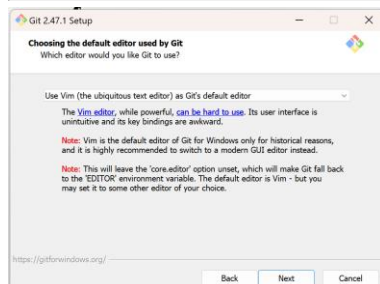 Git 2.47.1 Setup
Choosing the default editor used by Git
Which editor would you like Git to use?
Use Vim (the ubiquitous text editor) as Git's default editor
The Vim editor, while powerful, can be hard to use. Its user interface is
unintuitive and its key bindings are awkward.
Note: Vim is the default editor of Git for Windows only for historical reasons,
and it is highly recommended to switch to a modern GUI editor instead.
Note: This will leave the 'core.editor' option unset, which will make Git fall back
to the 'EDITOR' environment variable. The default editor is Vim - but you
may set it to some other editor of your choice.
https://gitforwindows.org/
Back Next Cancel